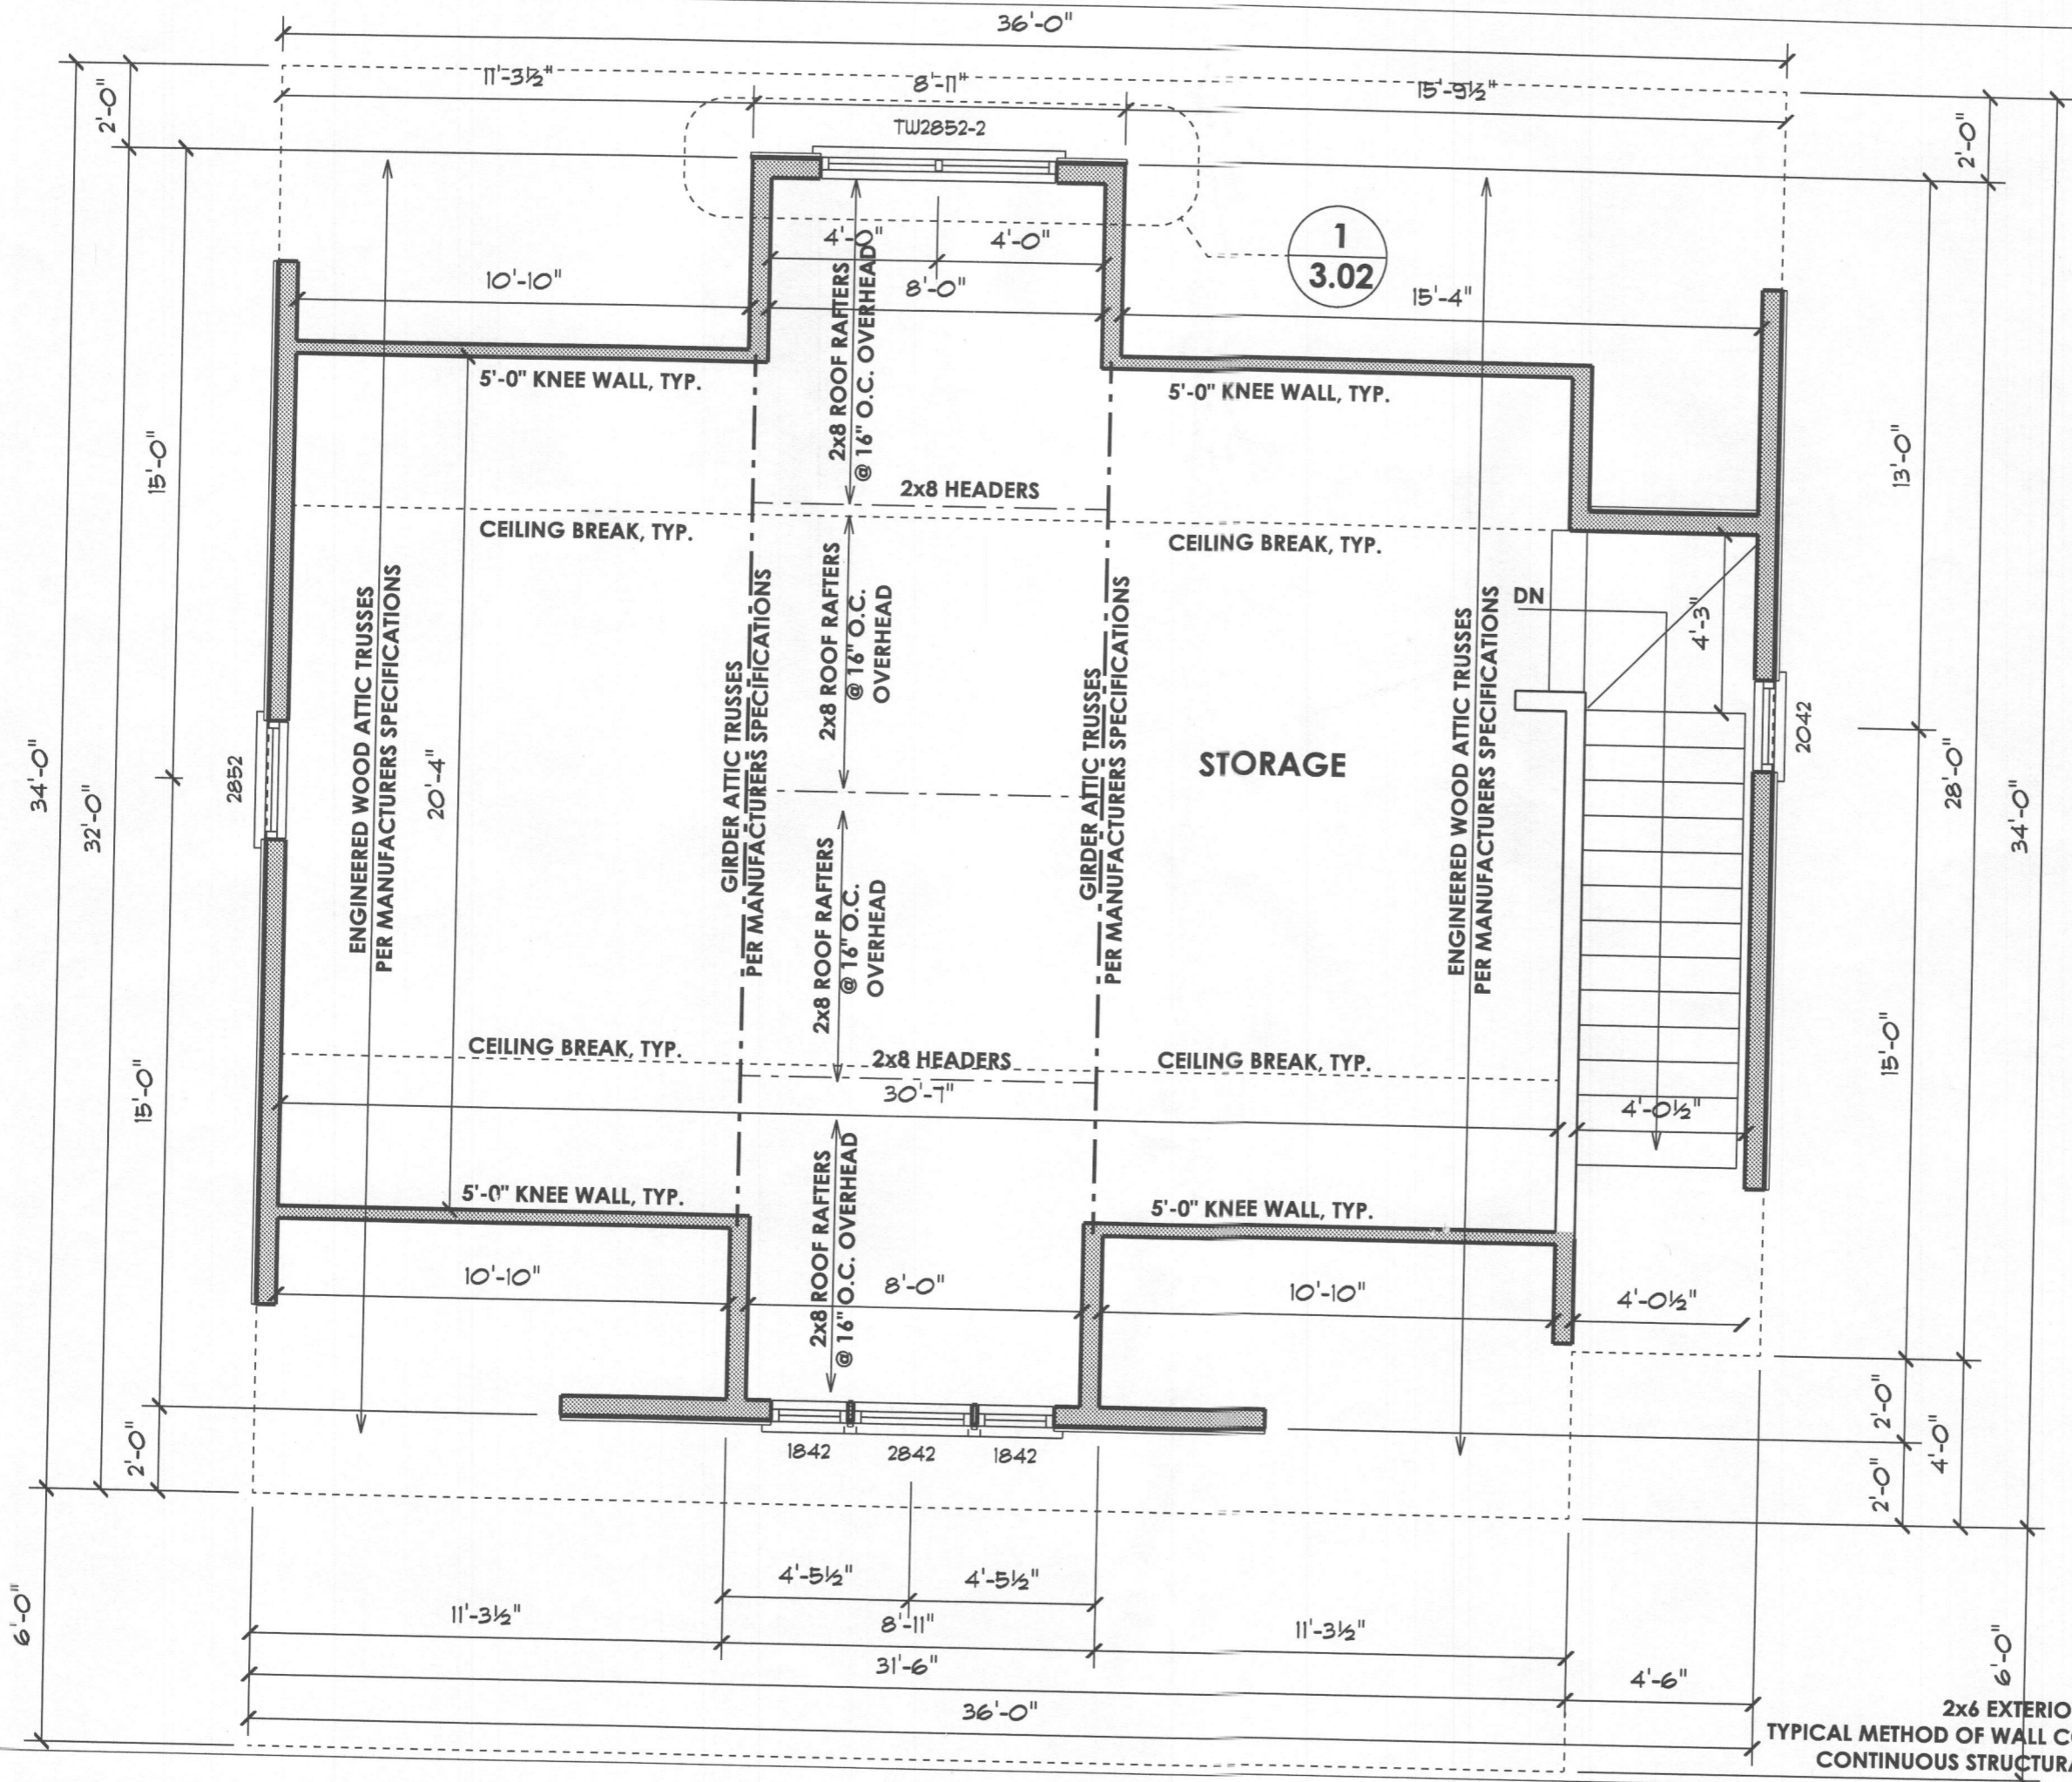 36'-0"
11'-3½"
8'-11"
15'-9½"
2'-0"
2'-0"
TW2852-2
4'-0"
4'-0"
8'-0"
1
3.02
10'-10"
15'-4"
2x8 ROOF RAFTERS
@ 16" O.C. OVERHEAD
5'-0" KNEE WALL, TYP.
5'-0" KNEE WALL, TYP.
15'-0"
13'-0"
2x8 HEADERS
CEILING BREAK, TYP.
CEILING BREAK, TYP.
2x8 ROOF RAFTERS
@ 16" O.C.
OVERHEAD
DN
4'-3"
ENGINEERED WOOD ATTIC TRUSSES
PER MANUFACTURERS SPECIFICATIONS
GIRDER ATTIC TRUSSES
PER MANUFACTURERS SPECIFICATIONS
GIRDER ATTIC TRUSSES
PER MANUFACTURERS SPECIFICATIONS
ENGINEERED WOOD ATTIC TRUSSES
PER MANUFACTURERS SPECIFICATIONS
34'-0"
32'-0"
2852
20'-4"
STORAGE
2042
28'-0"
34'-0"
2x8 ROOF RAFTERS
@ 16" O.C.
OVERHEAD
CEILING BREAK, TYP.
2x8 HEADERS
CEILING BREAK, TYP.
15'-0"
15'-0"
30'-7"
4'-0½"
2x8 ROOF RAFTERS
@ 16" O.C. OVERHEAD
5'-0" KNEE WALL, TYP.
5'-0" KNEE WALL, TYP.
10'-10"
8'-0"
10'-10"
4'-0½"
2'-0"
2'-0"
4'-0"
2'-0"
1842
2842
1842
4'-5½"
4'-5½"
11'-3½"
8'-11"
11'-3½"
6'-0"
6'-0"
31'-6"
4'-6"
36'-0"
2x6 EXTERIO
TYPICAL METHOD OF WALL C
CONTINUOUS STRUCTUR